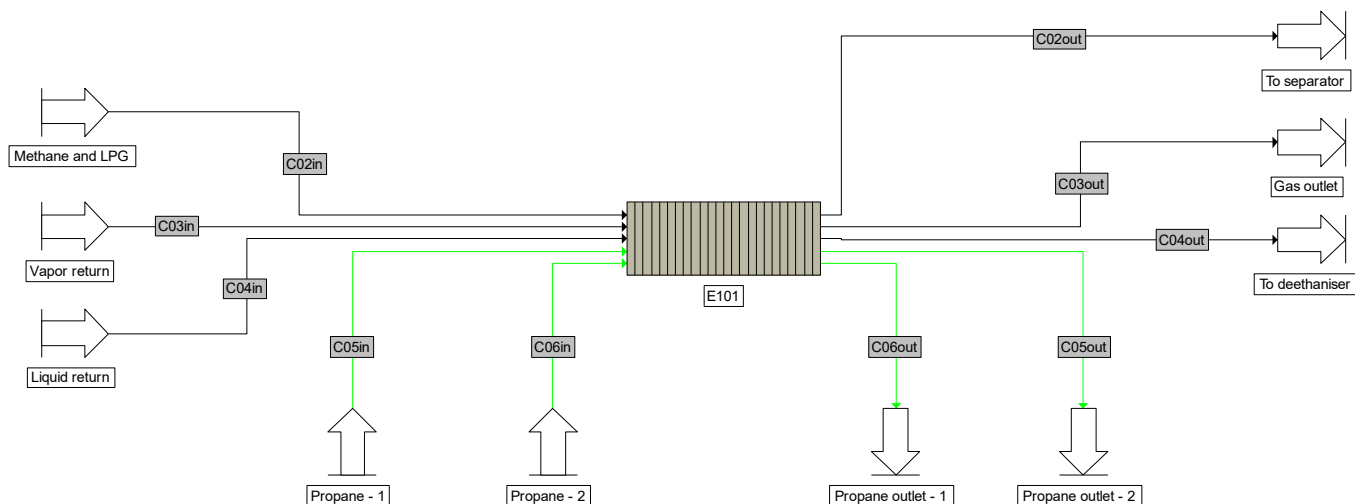 C02out
To separator
Methane and LPG
C02in
C03out
Gas outlet
C03in
Vapor return
C04out
C04in
To deethaniser
E101
Liquid return
C05in
C06in
C06out
C05out
Propane - 1
Propane - 2
Propane outlet - 1
Propane outlet - 2